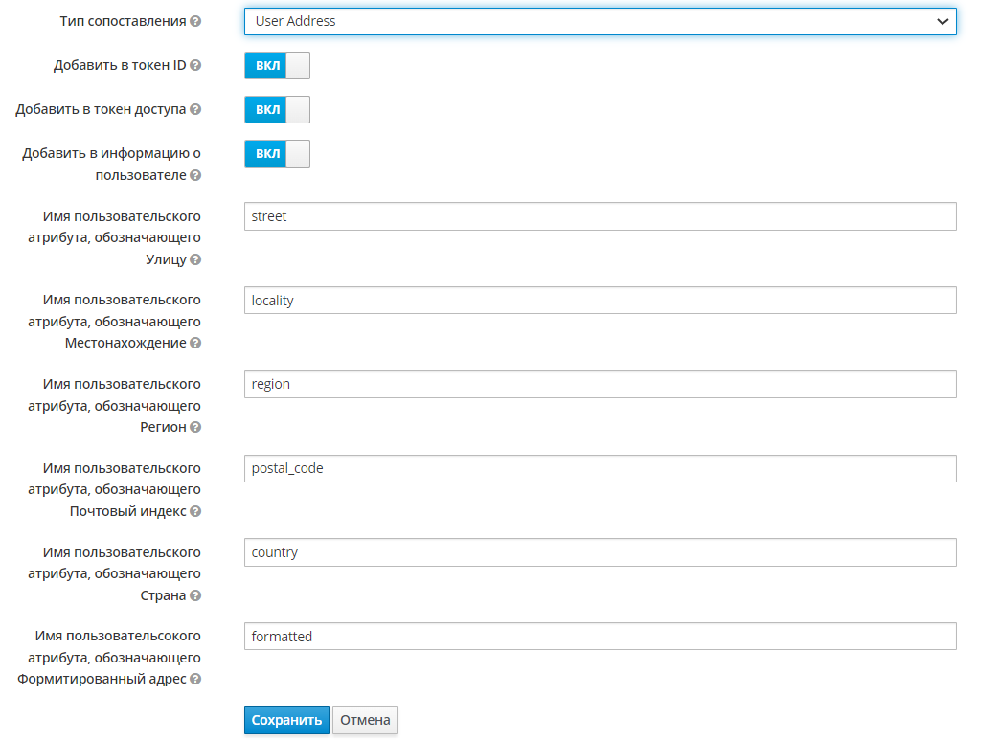 Тип сопоставления
User Address
Добавить в токен ID
ВКЛ
Добавить в токен доступа
ВКЛ
Добавить в информацию о
пользователе
ВКЛ
Имя пользовательского
атрибута, обозначающего
Улицу
street
Имя пользовательского
атрибута, обозначающего
Местонахождение
locality
Имя пользовательского
атрибута, обозначающего
Регион
region
Имя пользовательского
атрибута, обозначающего
Почтовый индекс
postal_code
Имя пользовательского
атрибута, обозначающего
Страна
country
Имя пользовательсокого
атрибута, обозначающего
Формитированный адрес
formatted
Сохранить
Отмена